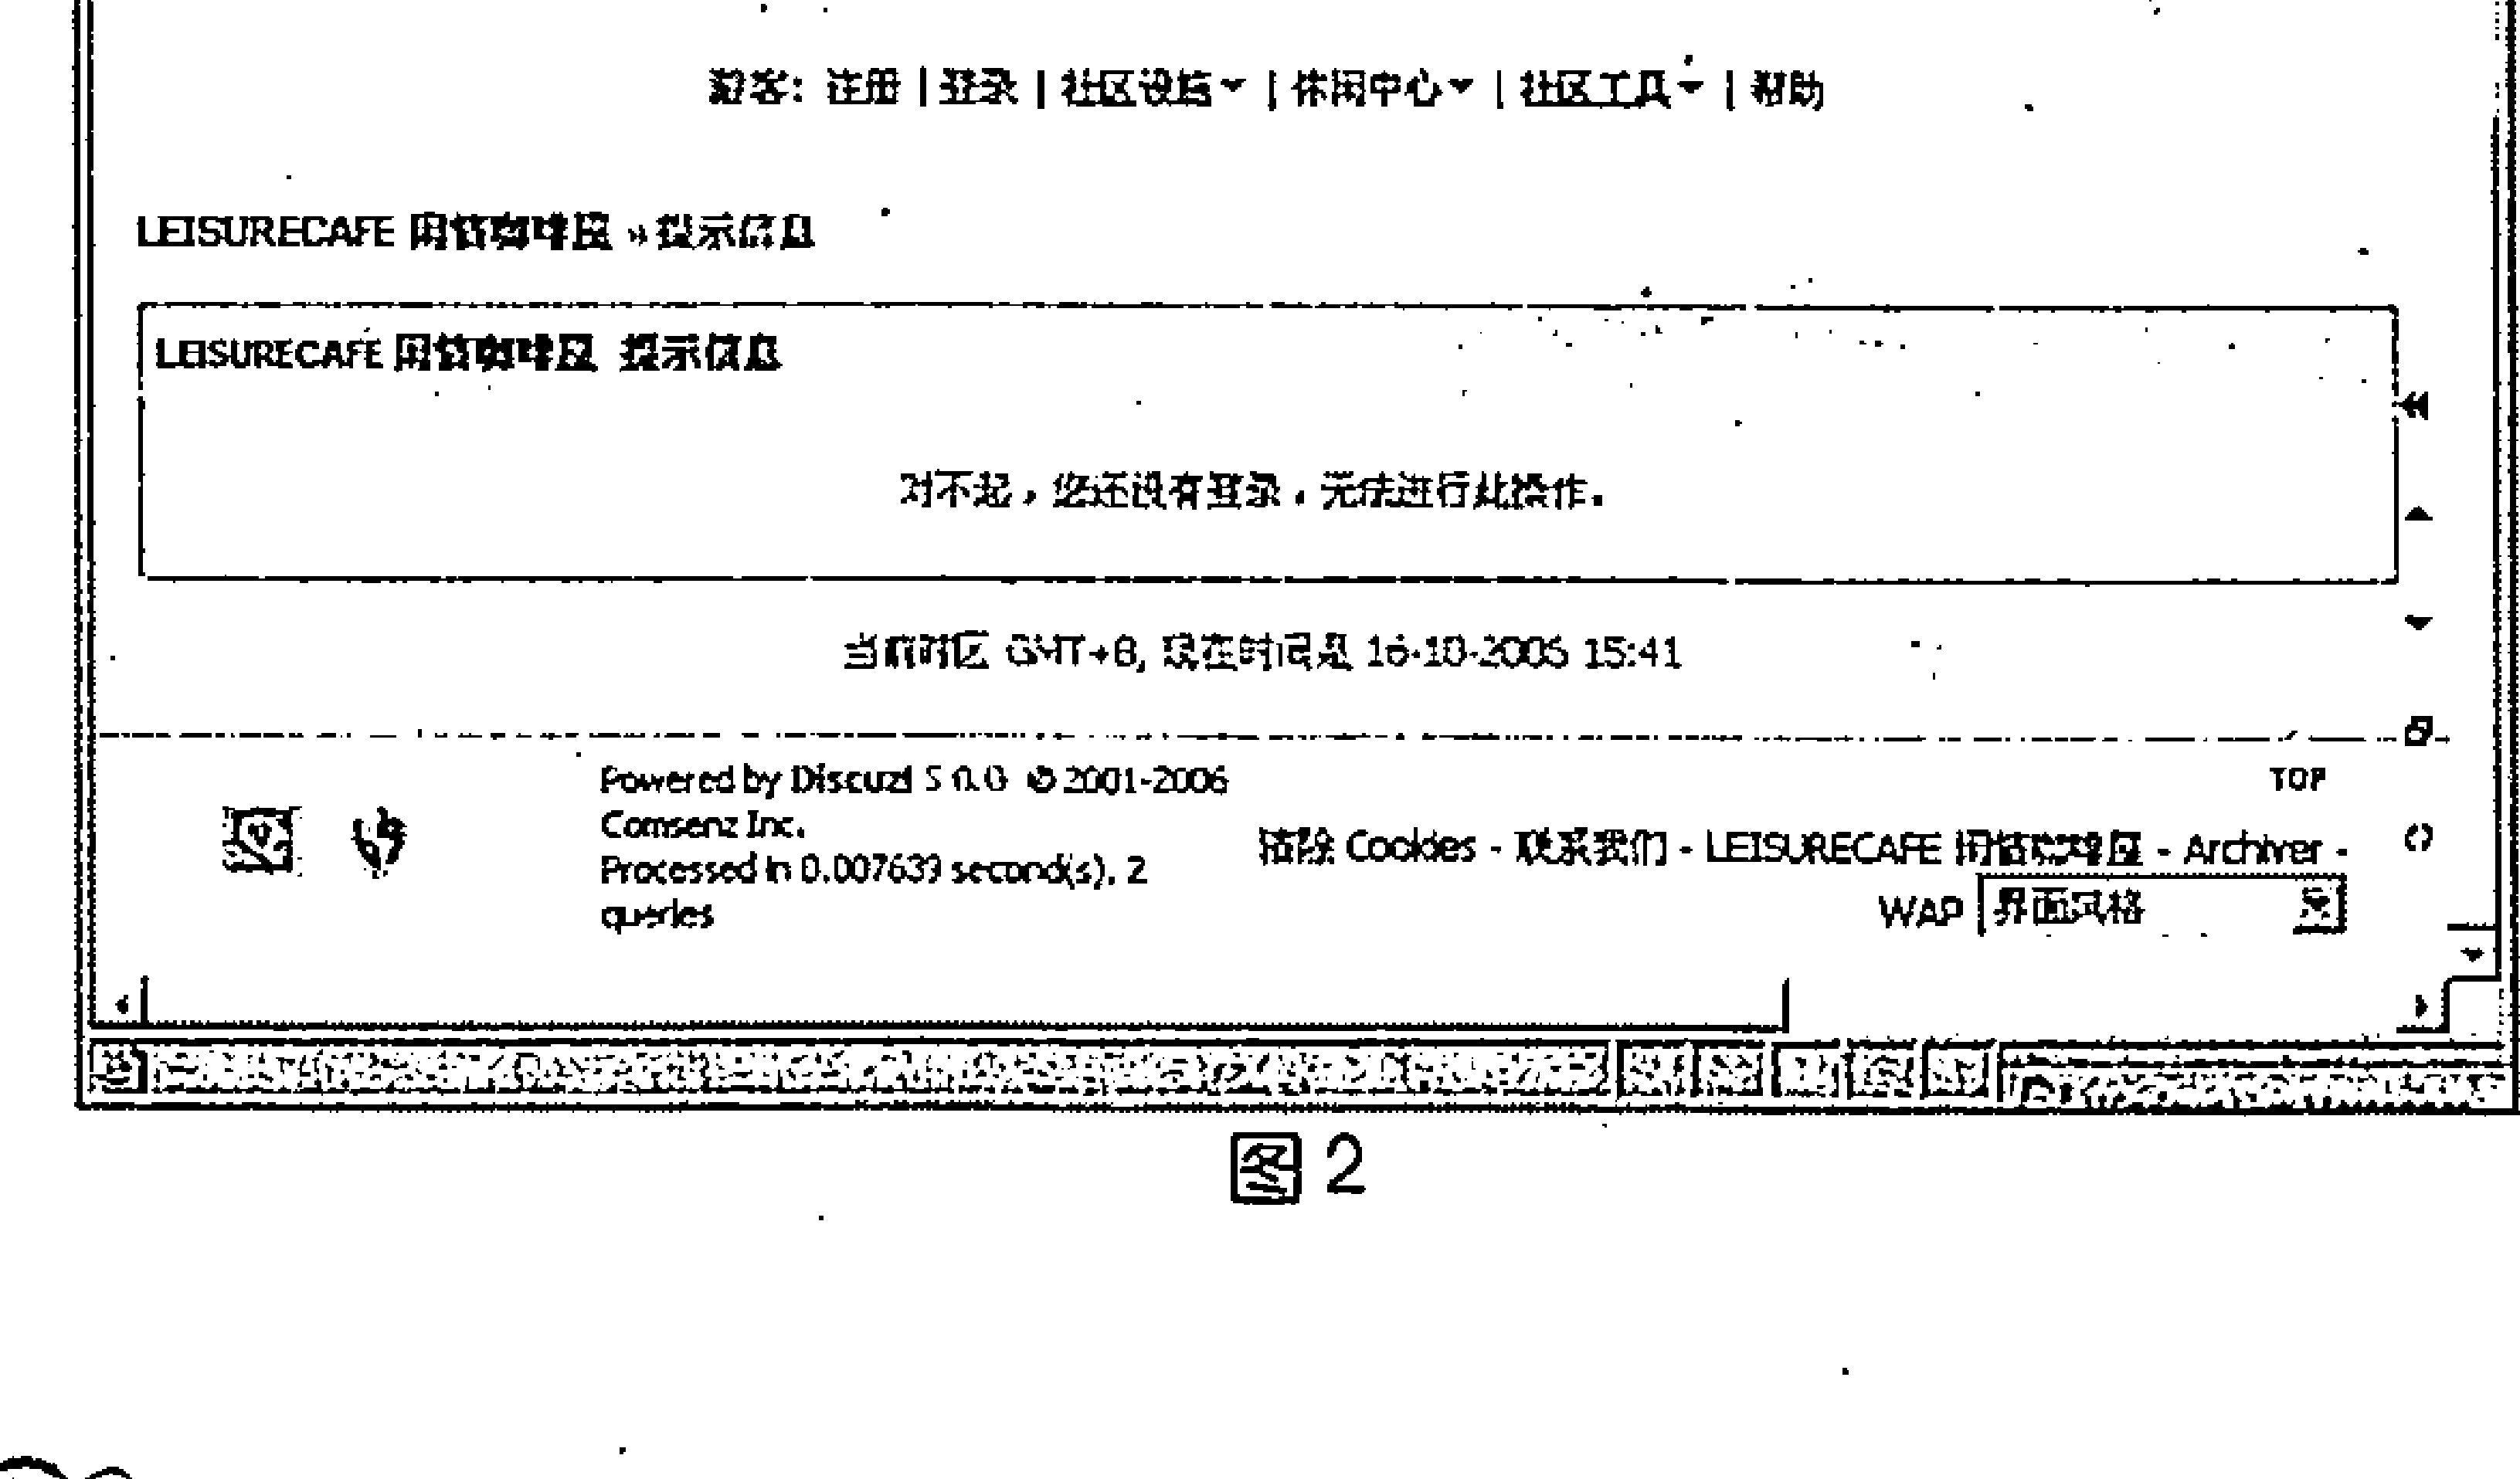 游客: 注册 | 登录 | 社区设施 | 休闲中心 | 社区工具 | 帮助
LEISURECAFE 闲情咖啡屋 » 提示信息
LEISURECAFE 闲情咖啡屋 提示信息
对不起，您还没有登录，无法进行此操作。
当前时区 GMT+8, 现在时间是 16-10-2006 15:41
Powered by Discuz! 5.0.0 © 2001-2006
Comsenz Inc.
Processed in 0.007639 second(s), 2
queries
TOP
清除 Cookies - 联系我们 - LEISURECAFE 闲情咖啡屋 - Archiver -
WAP 界面风格
图 2